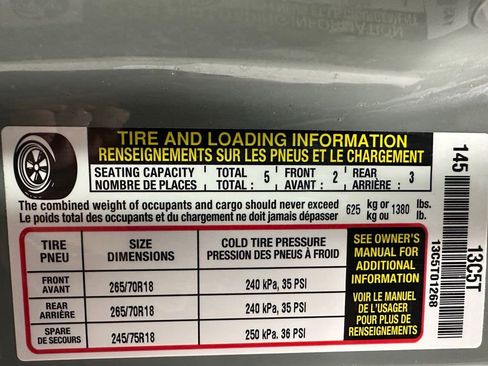 TIRE AND LOADING INFORMATION
RENSEIGNEMENTS SUR LES PNEUS ET LE CHARGEMENT
SEATING CAPACITY TOTAL FRONT REAR
NOMBRE DE PLACES TOTAL : 5 AVANT : 2 ARRIÈRE : 3
The combined weight of occupants and cargo should never exceed 625 kg or 1380 lbs.
Le poids total des occupants et du chargement ne doit jamais dépasser kg ou lb.
TIRE SIZE COLD TIRE PRESSURE
PNEU DIMENSIONS PRESSION DES PNEUS À FROID
FRONT
AVANT 265/70R18 240 kPa, 35 PSI
REAR
ARRIÈRE 265/70R18 240 kPa, 35 PSI
SPARE
DE SECOURS 245/75R18 250 kPa. 36 PSI
SEE OWNER'S
MANUAL FOR
ADDITIONAL
INFORMATION
VOIR LE MANUEL
DE L'USAGER
POUR PLUS DE
RENSEIGNEMENTS
145 13C5T
13C5T01268